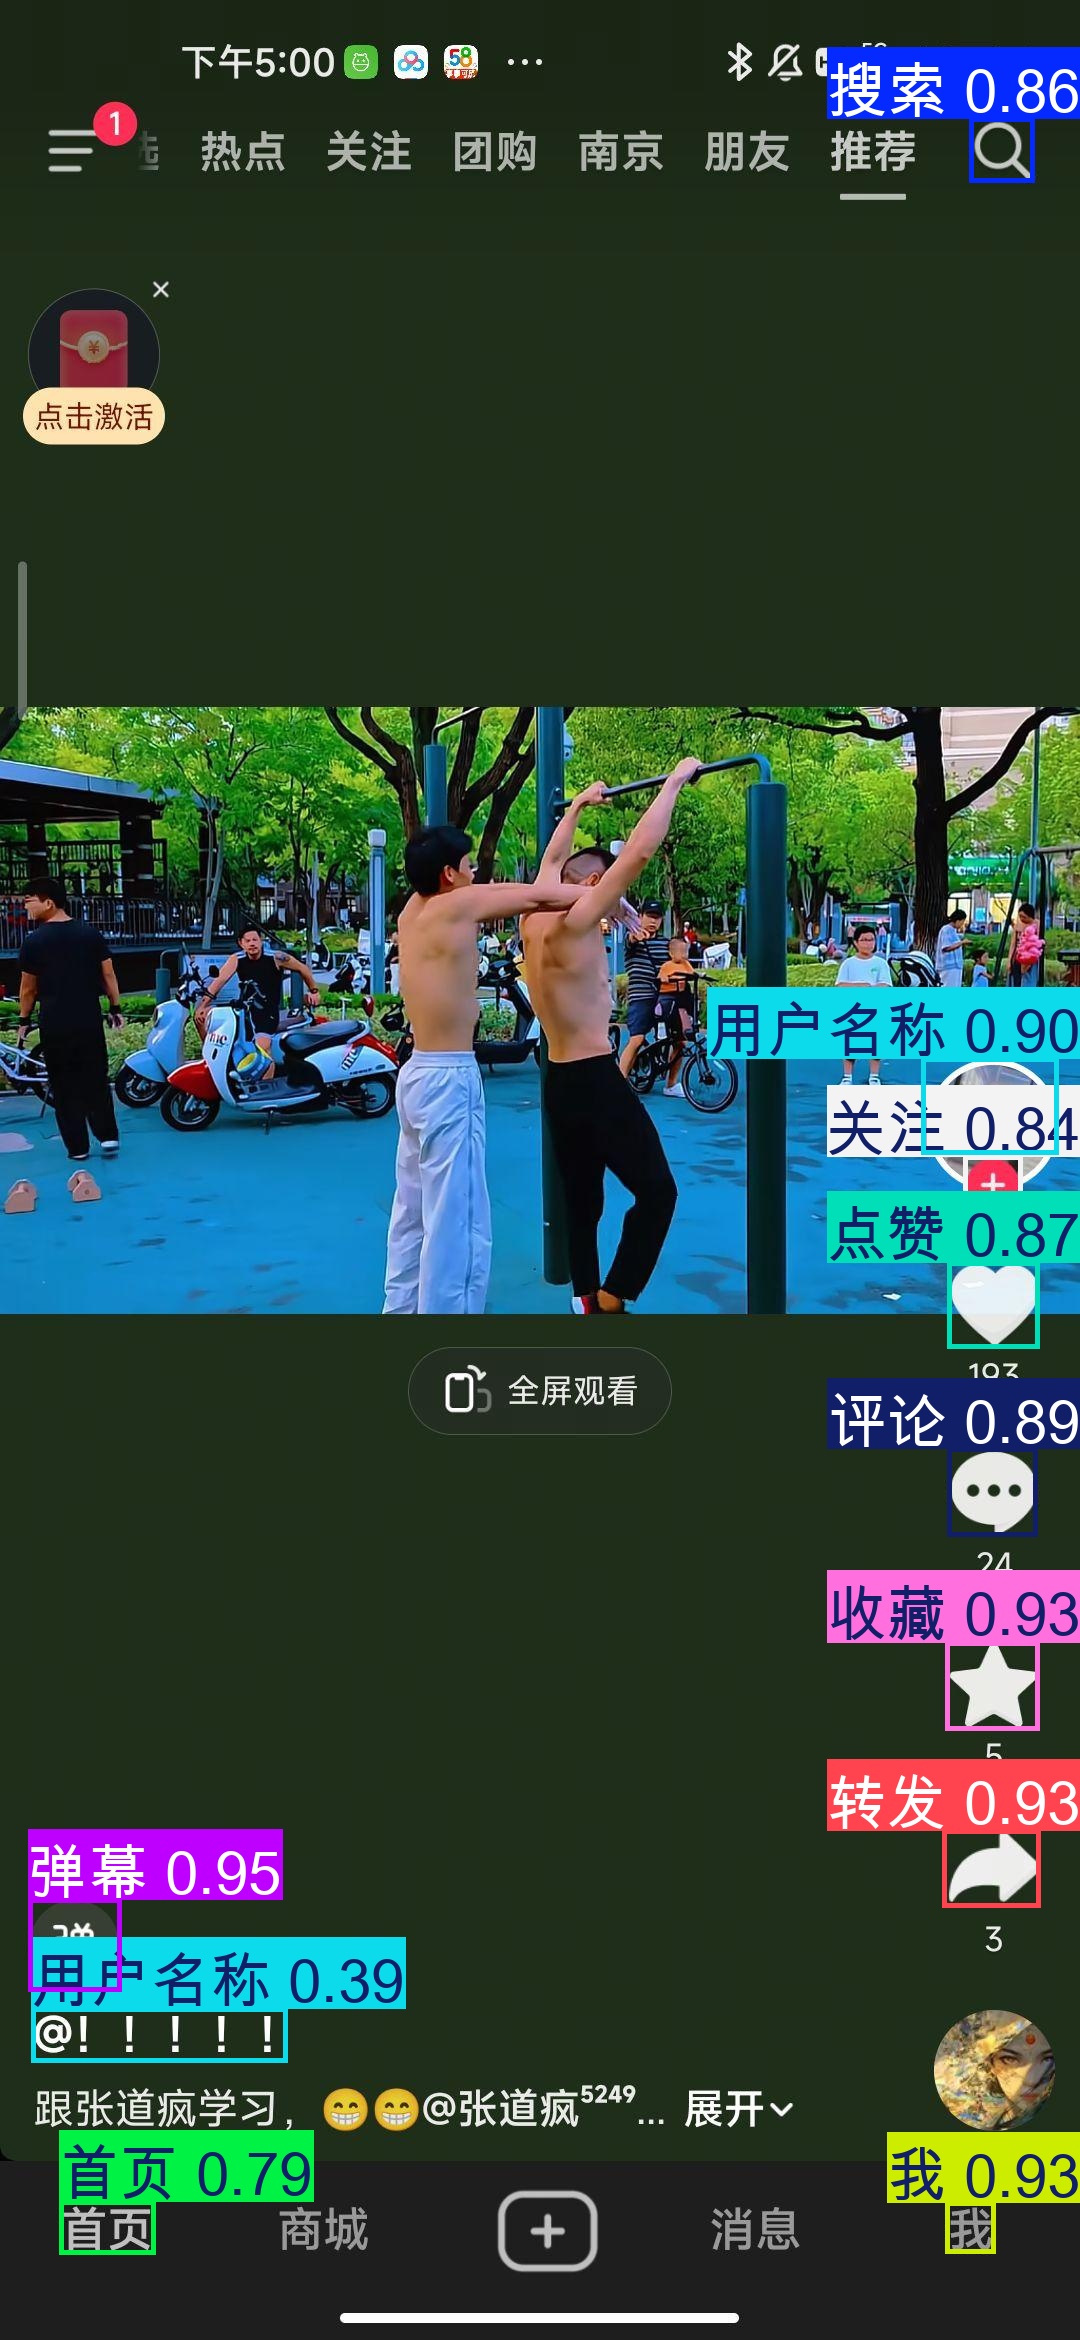 下午5:00
58
搜索 0.86
1
热点 关注 团购 南京 朋友 推荐
点击激活
用户名称 0.90
关注 0.84
点赞 0.87
193
全屏观看
评论 0.89
24
收藏 0.93
5
转发 0.93
3
弹幕 0.95
弹
用户名称 0.39
@！！！！！
跟张道疯学习，😁😁@张道疯5249... 展开
首页 0.79
我 0.93
首页 商城 消息 我